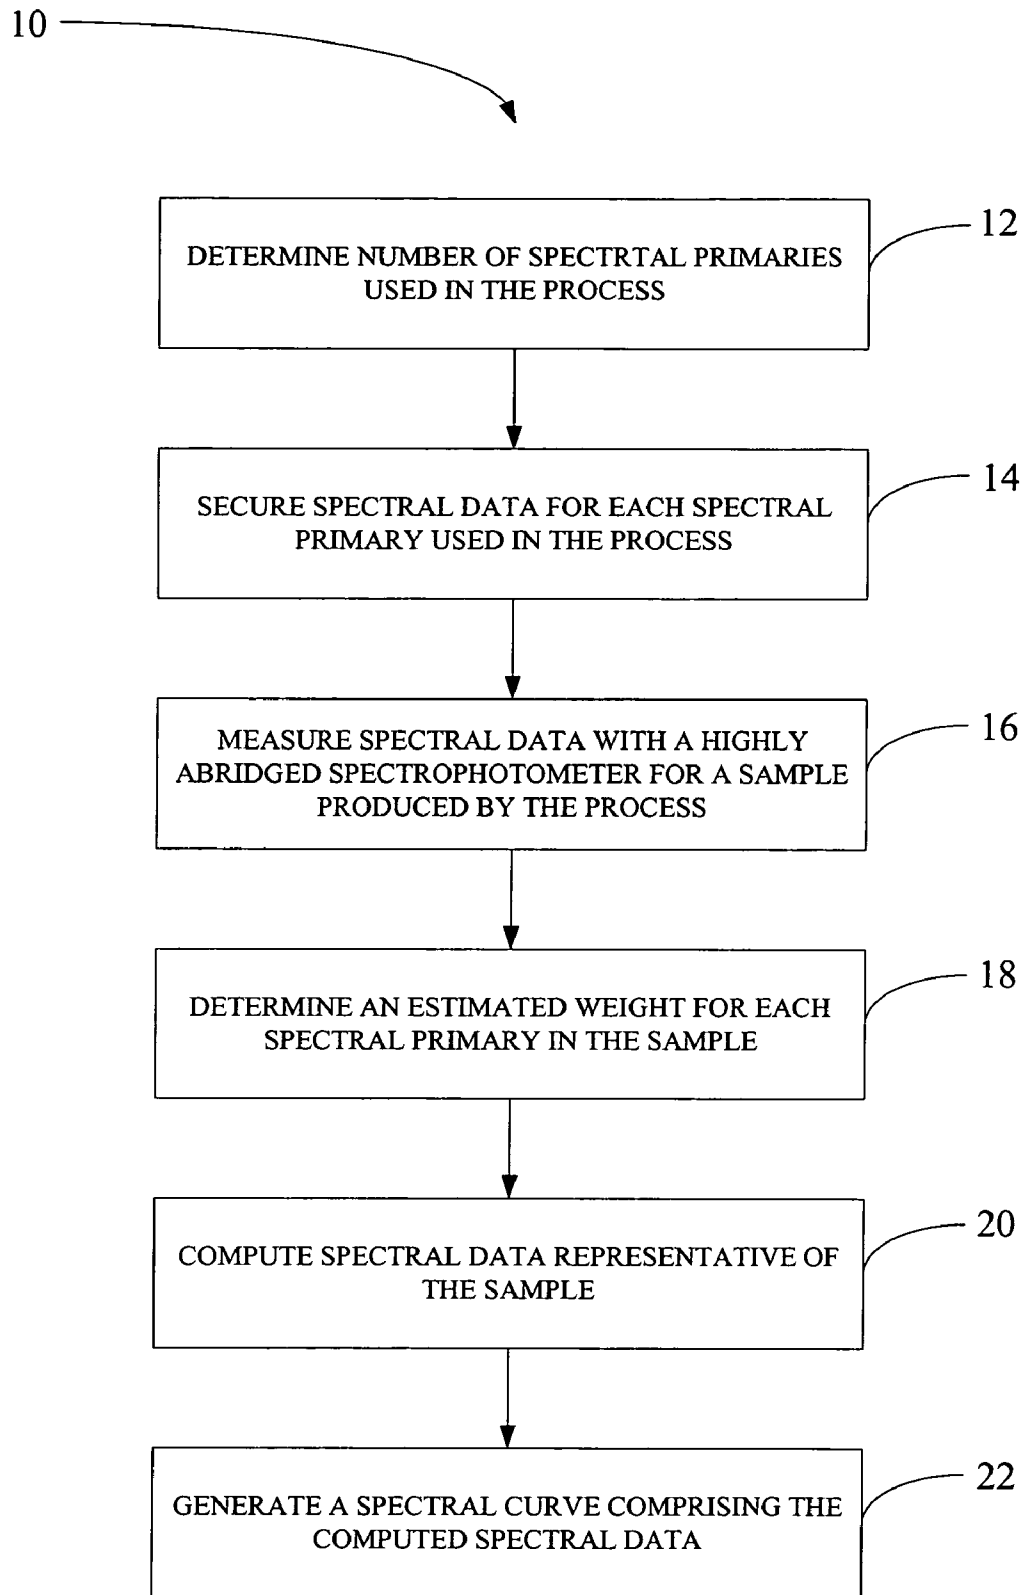 10
DETERMINE NUMBER OF SPECTRTAL PRIMARIES
USED IN THE PROCESS
12
SECURE SPECTRAL DATA FOR EACH SPECTRAL
PRIMARY USED IN THE PROCESS
14
MEASURE SPECTRAL DATA WITH A HIGHLY
ABRIDGED SPECTROPHOTOMETER FOR A SAMPLE
PRODUCED BY THE PROCESS
16
DETERMINE AN ESTIMATED WEIGHT FOR EACH
SPECTRAL PRIMARY IN THE SAMPLE
18
COMPUTE SPECTRAL DATA REPRESENTATIVE OF
THE SAMPLE
20
GENERATE A SPECTRAL CURVE COMPRISING THE
COMPUTED SPECTRAL DATA
22